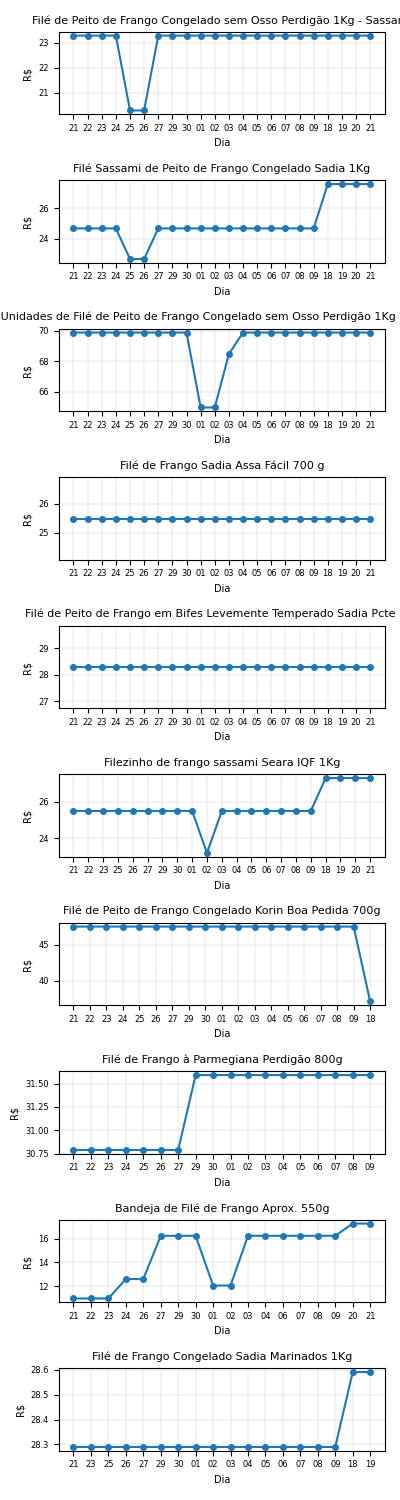 Filé de Peito de Frango Congelado sem Osso Perdigão 1Kg - Sassa
23
22
21
R$
21 22 23 24 25 26 27 29 30 01 02 03 04 05 06 07 08 09 18 19 20 21
Dia
Filé Sassami de Peito de Frango Congelado Sadia 1Kg
26
24
R$
21 22 23 24 25 26 27 29 30 01 02 03 04 05 06 07 08 09 18 19 20 21
Dia
Unidades de Filé de Peito de Frango Congelado sem Osso Perdigão 1Kg
70
68
66
R$
21 22 23 24 25 26 27 29 30 01 02 03 04 05 06 07 08 09 18 19 20 21
Dia
Filé de Frango Sadia Assa Fácil 700 g
26
25
R$
21 22 23 24 25 26 27 29 30 01 02 03 04 05 06 07 08 09 18 19 20 21
Dia
Filé de Peito de Frango em Bifes Levemente Temperado Sadia Pcte
29
28
27
R$
21 22 23 24 25 26 27 29 30 01 02 03 04 05 06 07 08 09 18 19 20 21
Dia
Filezinho de frango sassami Seara IQF 1Kg
26
24
R$
21 22 23 24 25 26 27 29 30 01 02 03 04 05 06 07 09 18 19 20 21
Dia
Filé de Peito de Frango Congelado Korin Boa Pedida 700g
45
40
R$
21 22 23 24 25 26 27 29 30 01 02 03 04 05 06 07 08 09 18
Dia
Filé de Frango à Parmegiana Perdigão 800g
31.50
31.25
31.00
30.75
R$
21 22 23 24 25 26 27 29 30 01 02 03 04 05 06 07 08 09
Dia
Bandeja de Filé de Frango Aprox. 550g
16
14
12
R$
21 22 23 24 26 27 29 30 01 02 03 04 05 06 07 08 09 20 21
Dia
Filé de Frango Congelado Sadia Marinados 1Kg
28.6
28.5
28.4
28.3
R$
21 23 25 26 27 29 30 01 02 03 04 05 06 07 08 09 18 19
Dia